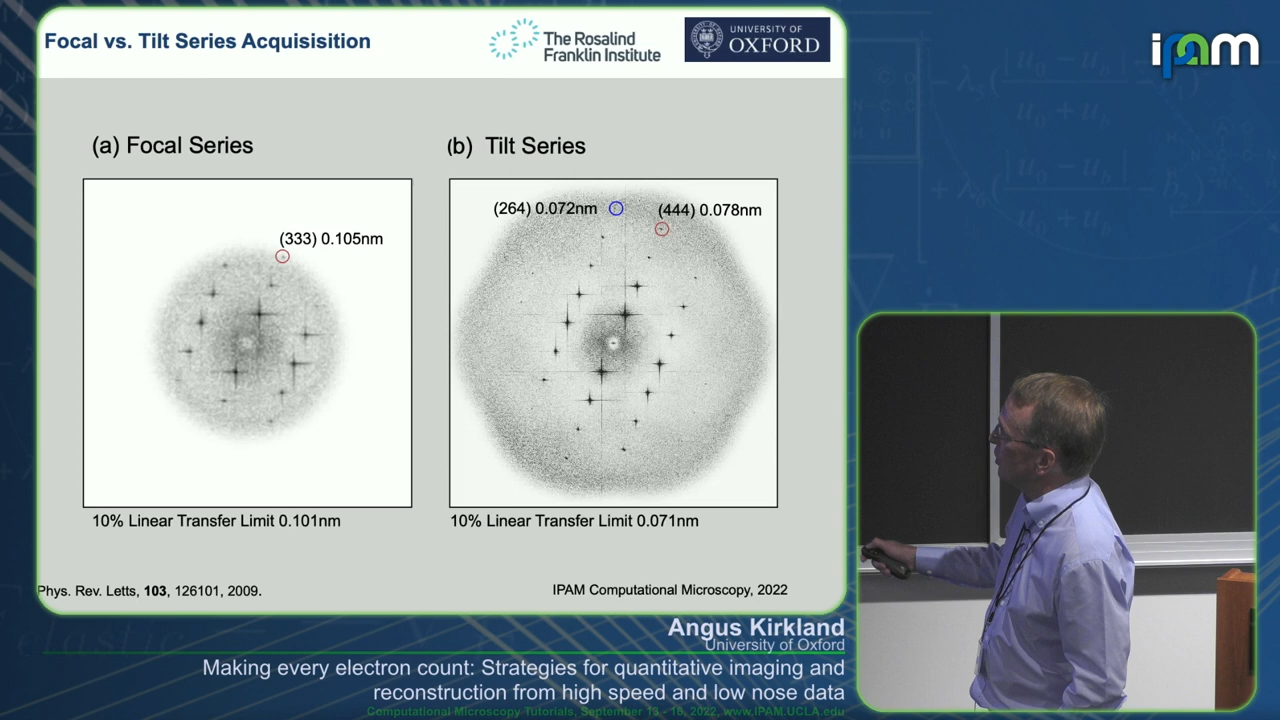 Focal vs. Tilt Series Acquisisition
The Rosalind
Franklin Institute
UNIVERSITY OF
OXFORD
ipam
(a) Focal Series
(b) Tilt Series
(333) 0.105nm
(264) 0.072nm
(444) 0.078nm
10% Linear Transfer Limit 0.101nm
10% Linear Transfer Limit 0.071nm
Phys. Rev. Letts, 103, 126101, 2009.
IPAM Computational Microscopy, 2022
Angus Kirkland
University of Oxford
Making every electron count: Strategies for quantitative imaging and
reconstruction from high speed and low nose data
Computational Microscopy Tutorials, September 13 - 16, 2022, www.IPAM.UCLA.edu
elastic